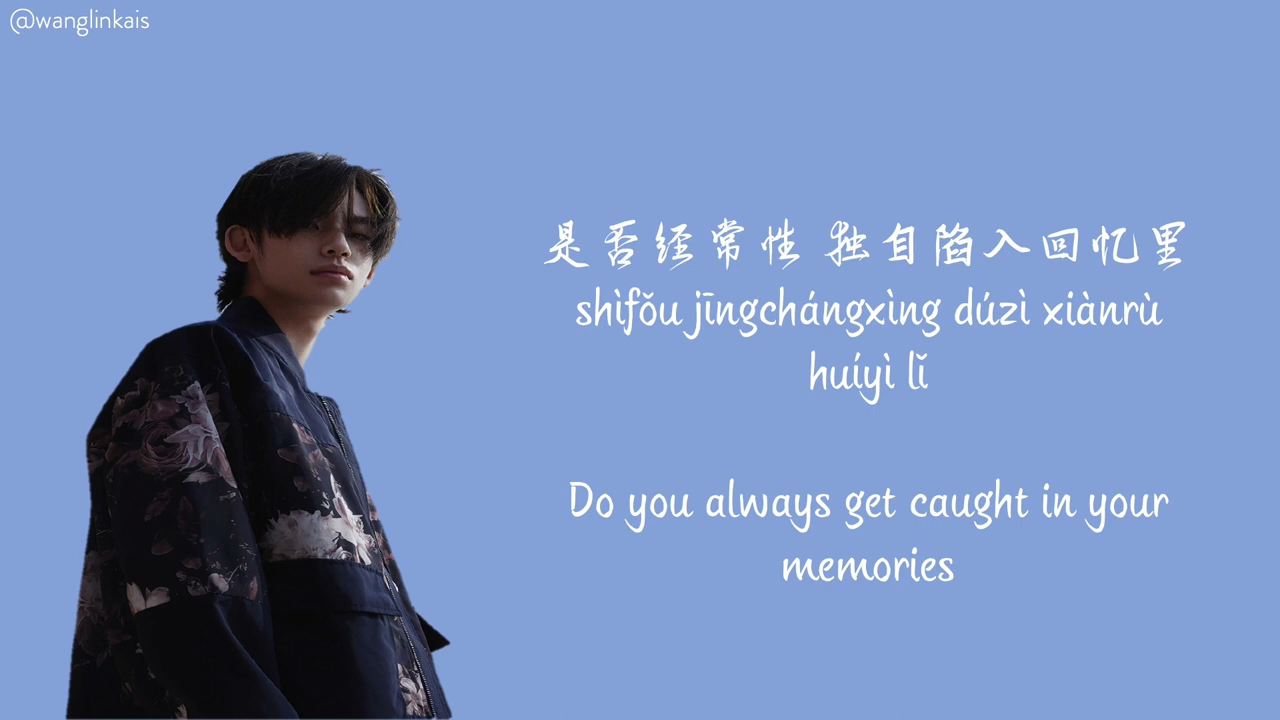 @wanglinkais
是否经常性 独自陷入回忆里
shìfǒu jīngchángxìng dúzì xiànrù
huíyì lǐ
Do you always get caught in your
memories